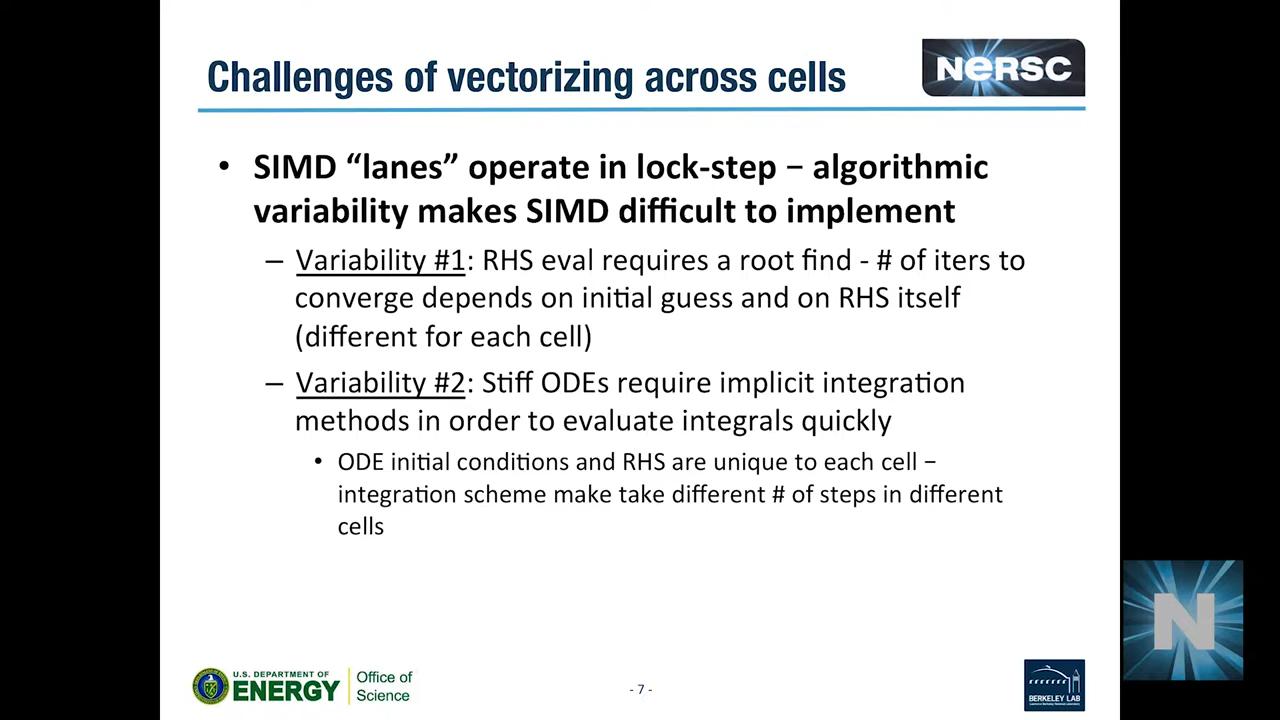 Challenges of vectorizing across cells
NERSC
• SIMD “lanes” operate in lock-step – algorithmic
variability makes SIMD difficult to implement
– Variability #1: RHS eval requires a root find - # of iters to
converge depends on initial guess and on RHS itself
(different for each cell)
– Variability #2: Stiff ODEs require implicit integration
methods in order to evaluate integrals quickly
• ODE initial conditions and RHS are unique to each cell –
integration scheme make take different # of steps in different
cells
N
U.S. DEPARTMENT OF
ENERGY
Office of
Science
- 7 -
BERKELEY LAB